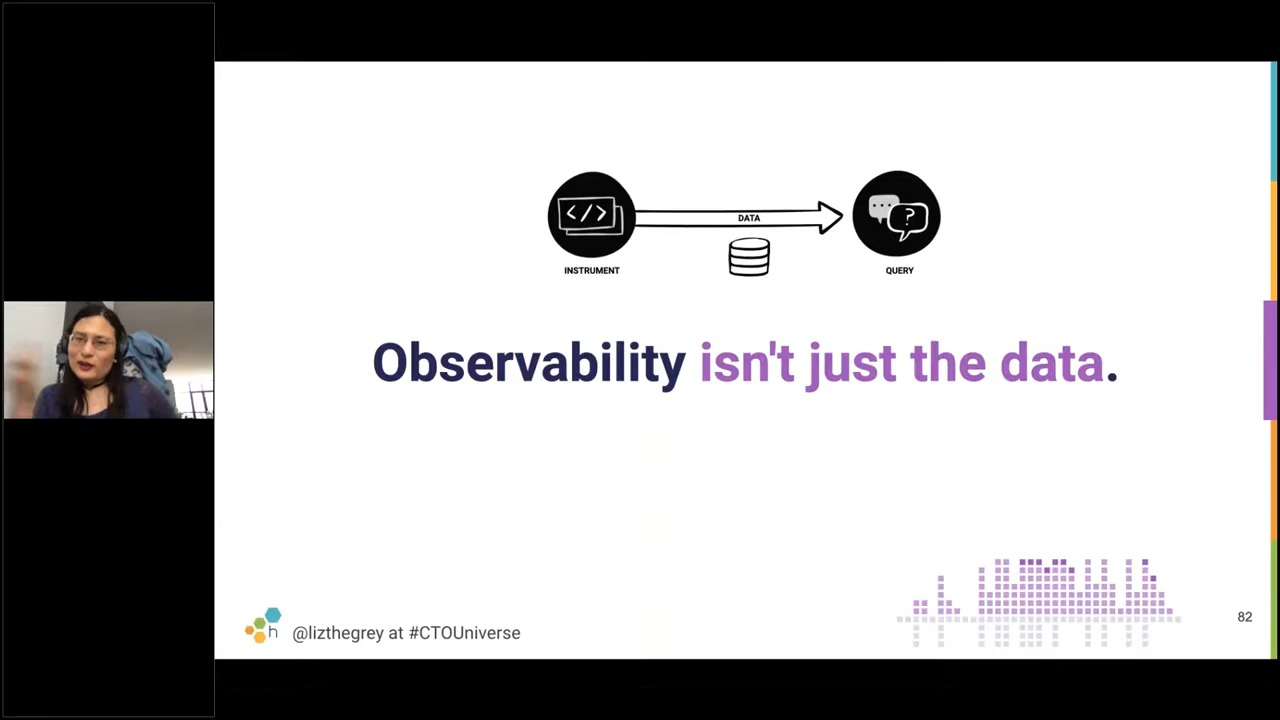 DATA
INSTRUMENT
QUERY
Observability isn't just the data.
h
@lizthegrey at #CTOUniverse
82